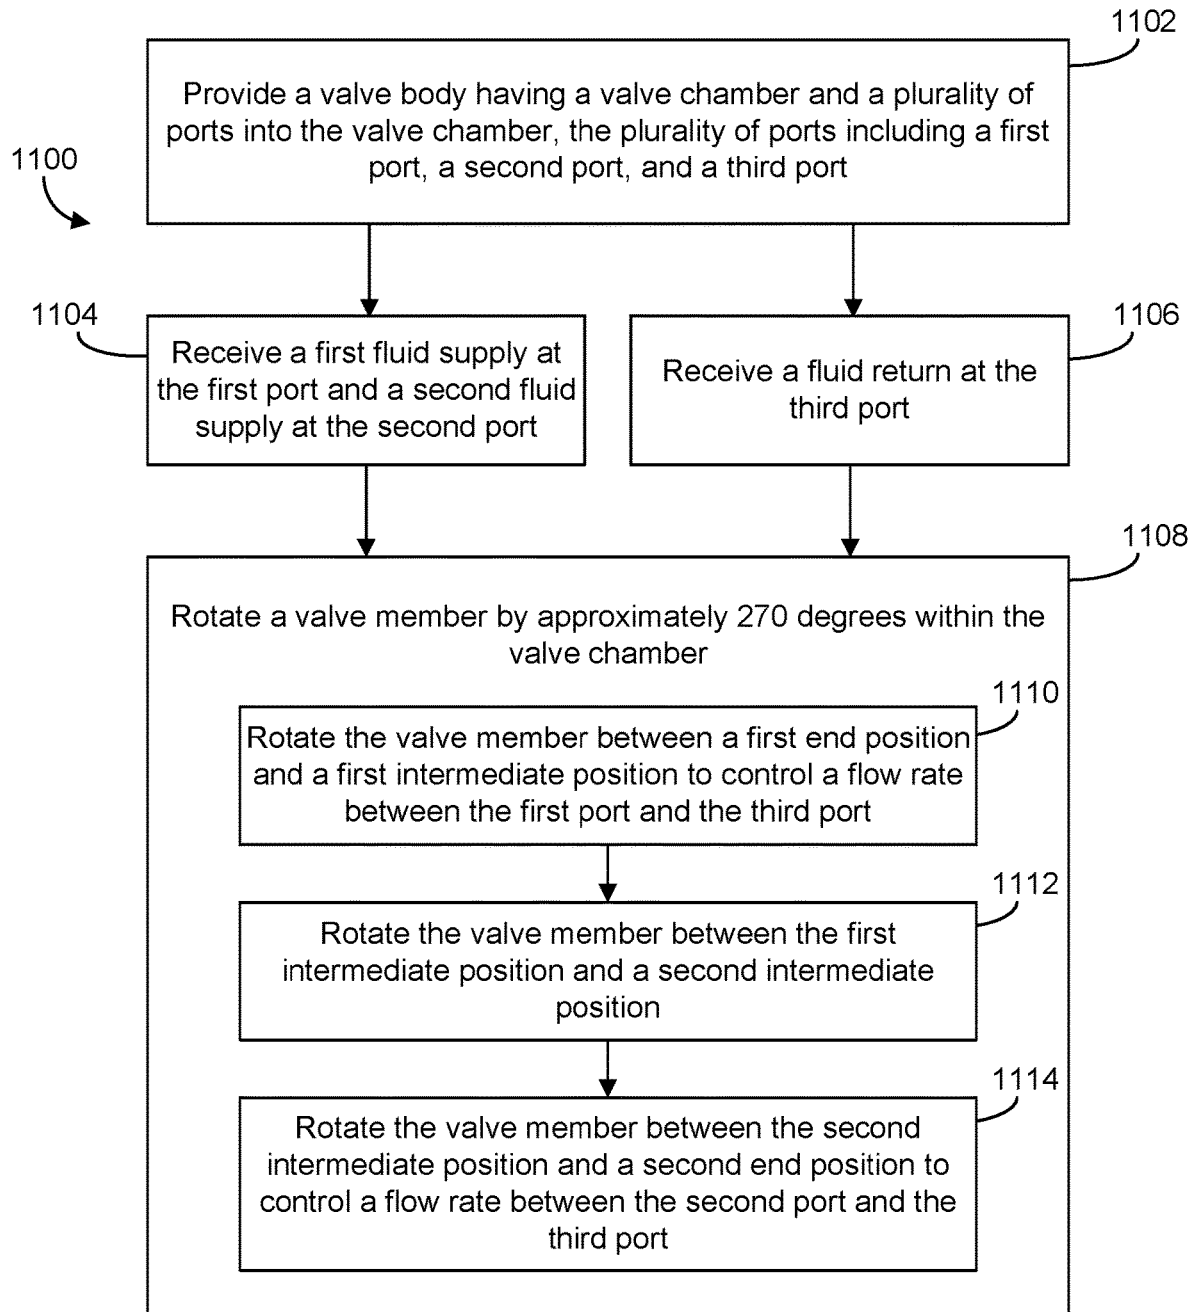 1102
Provide a valve body having a valve chamber and a plurality of
ports into the valve chamber, the plurality of ports including a first
port, a second port, and a third port
1100
1104
Receive a first fluid supply at
the first port and a second fluid
supply at the second port
1106
Receive a fluid return at the
third port
1108
Rotate a valve member by approximately 270 degrees within the
valve chamber
1110
Rotate the valve member between a first end position
and a first intermediate position to control a flow rate
between the first port and the third port
1112
Rotate the valve member between the first
intermediate position and a second intermediate
position
1114
Rotate the valve member between the second
intermediate position and a second end position to
control a flow rate between the second port and the
third port